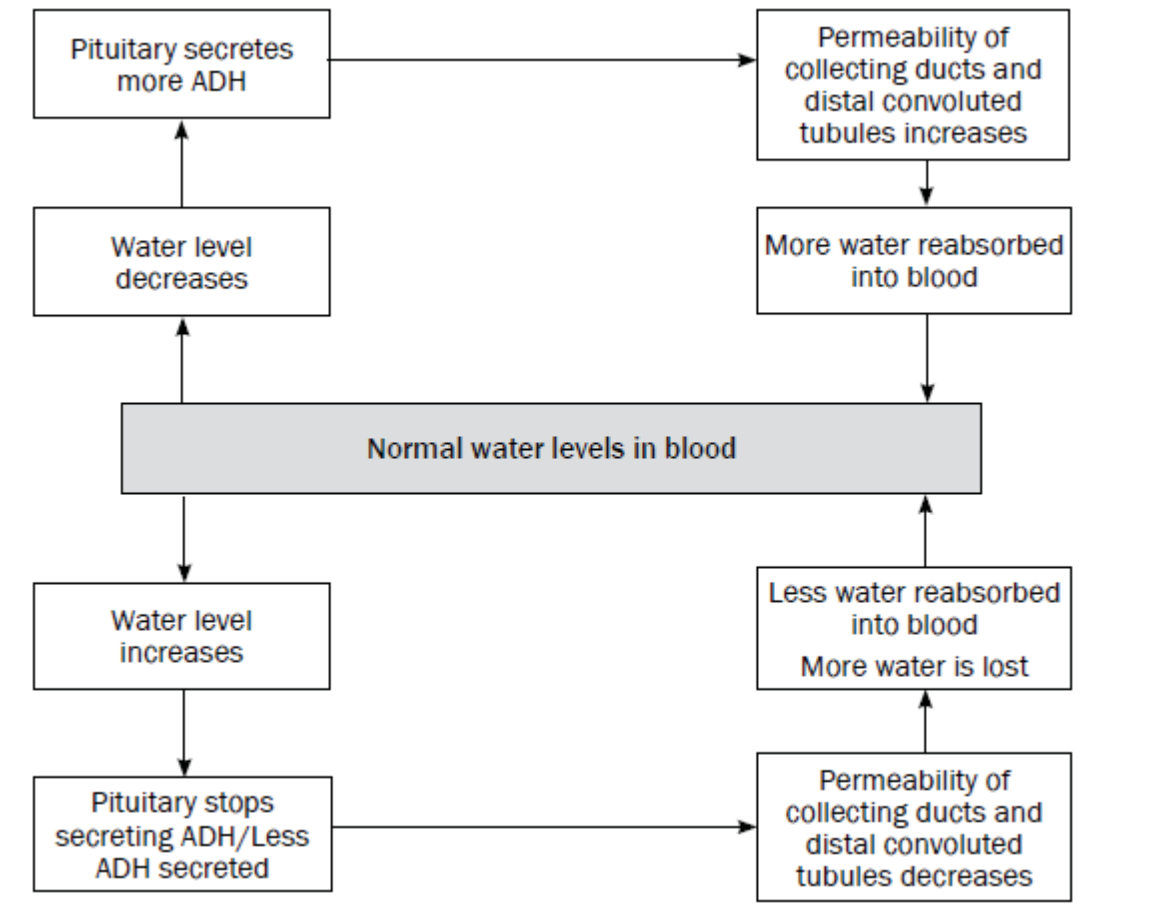 Pituitary secretes
more ADH
Permeability of
collecting ducts and
distal convoluted
tubules increases
Water level
decreases
More water reabsorbed
into blood
Normal water levels in blood
Water level
increases
Less water reabsorbed
into blood
More water is lost
Pituitary stops
secreting ADH/Less
ADH secreted
Permeability of
collecting ducts and
distal convoluted
tubules decreases